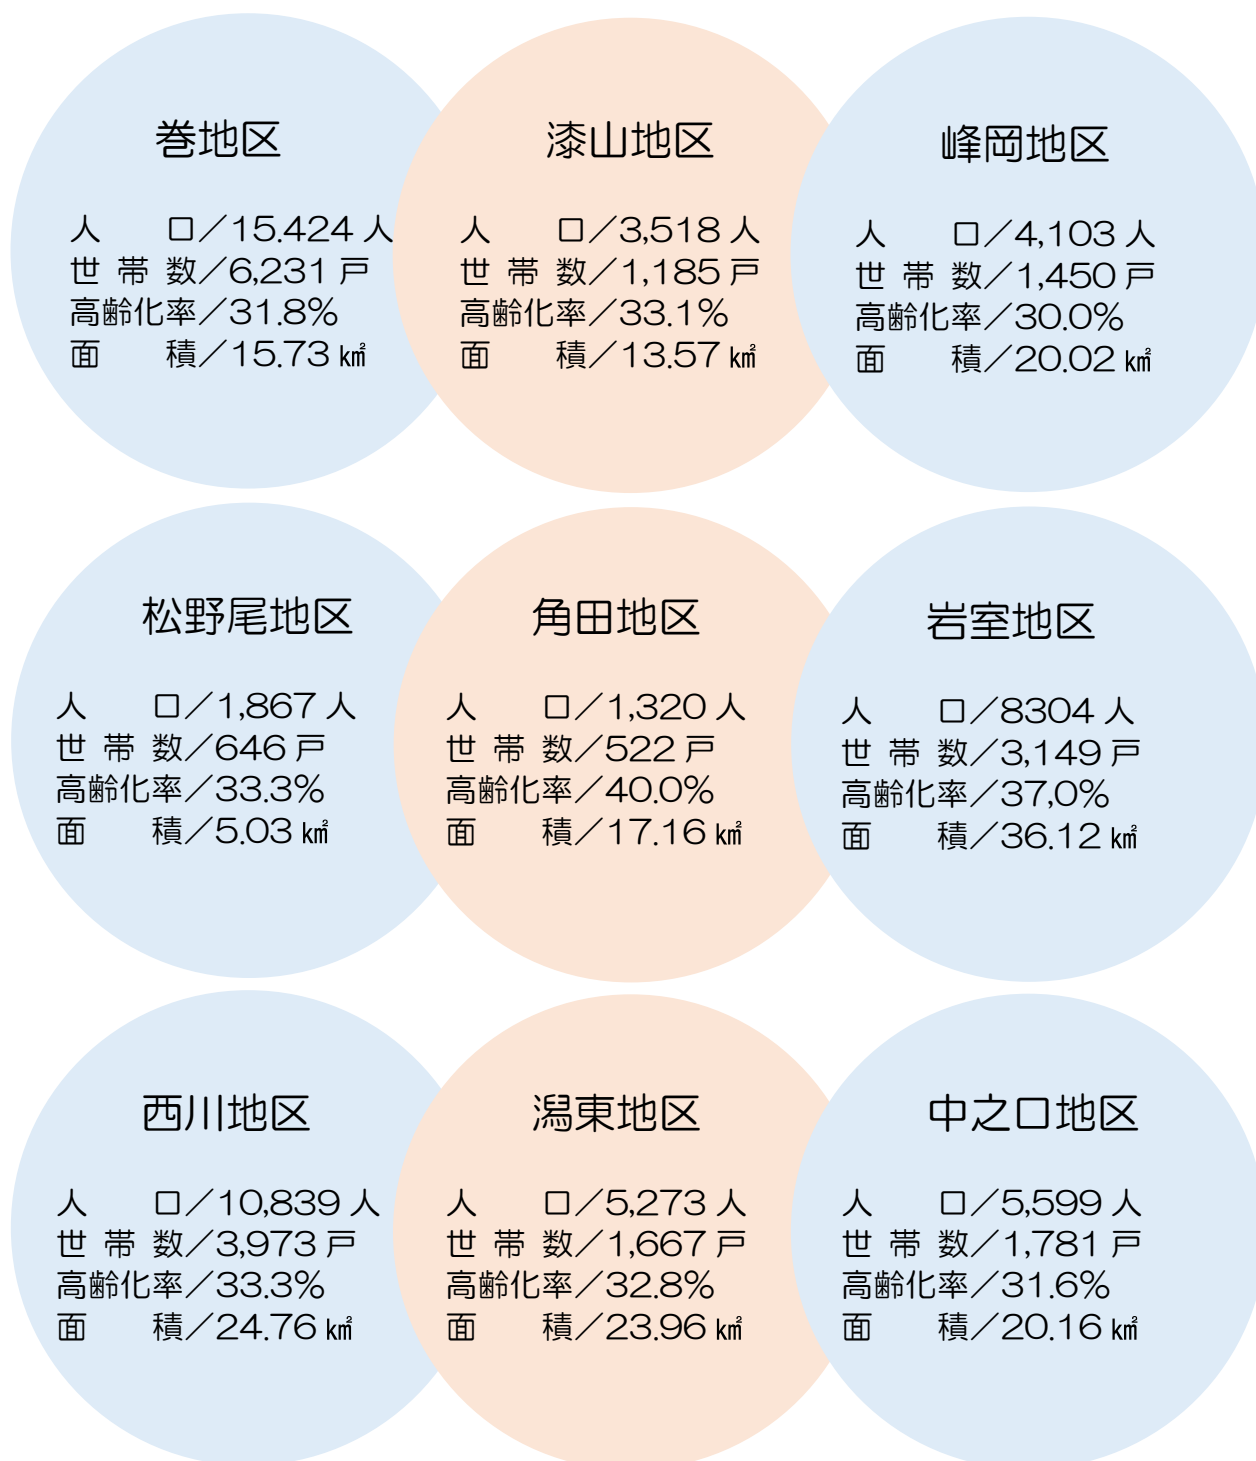 巻地区
人　　口／15.424 人
世 帯 数／6,231 戸
高齢化率／31.8%
面　　積／15.73 ㎢
漆山地区
人　　口／3,518 人
世 帯 数／1,185 戸
高齢化率／33.1%
面　　積／13.57 ㎢
峰岡地区
人　　口／4,103 人
世 帯 数／1,450 戸
高齢化率／30.0%
面　　積／20.02 ㎢
松野尾地区
人　　口／1,867 人
世 帯 数／646 戸
高齢化率／33.3%
面　　積／5.03 ㎢
角田地区
人　　口／1,320 人
世 帯 数／522 戸
高齢化率／40.0%
面　　積／17.16 ㎢
岩室地区
人　　口／8304 人
世 帯 数／3,149 戸
高齢化率／37,0%
面　　積／36.12 ㎢
西川地区
人　　口／10,839 人
世 帯 数／3,973 戸
高齢化率／33.3%
面　　積／24.76 ㎢
潟東地区
人　　口／5,273 人
世 帯 数／1,667 戸
高齢化率／32.8%
面　　積／23.96 ㎢
中之口地区
人　　口／5,599 人
世 帯 数／1,781 戸
高齢化率／31.6%
面　　積／20.16 ㎢